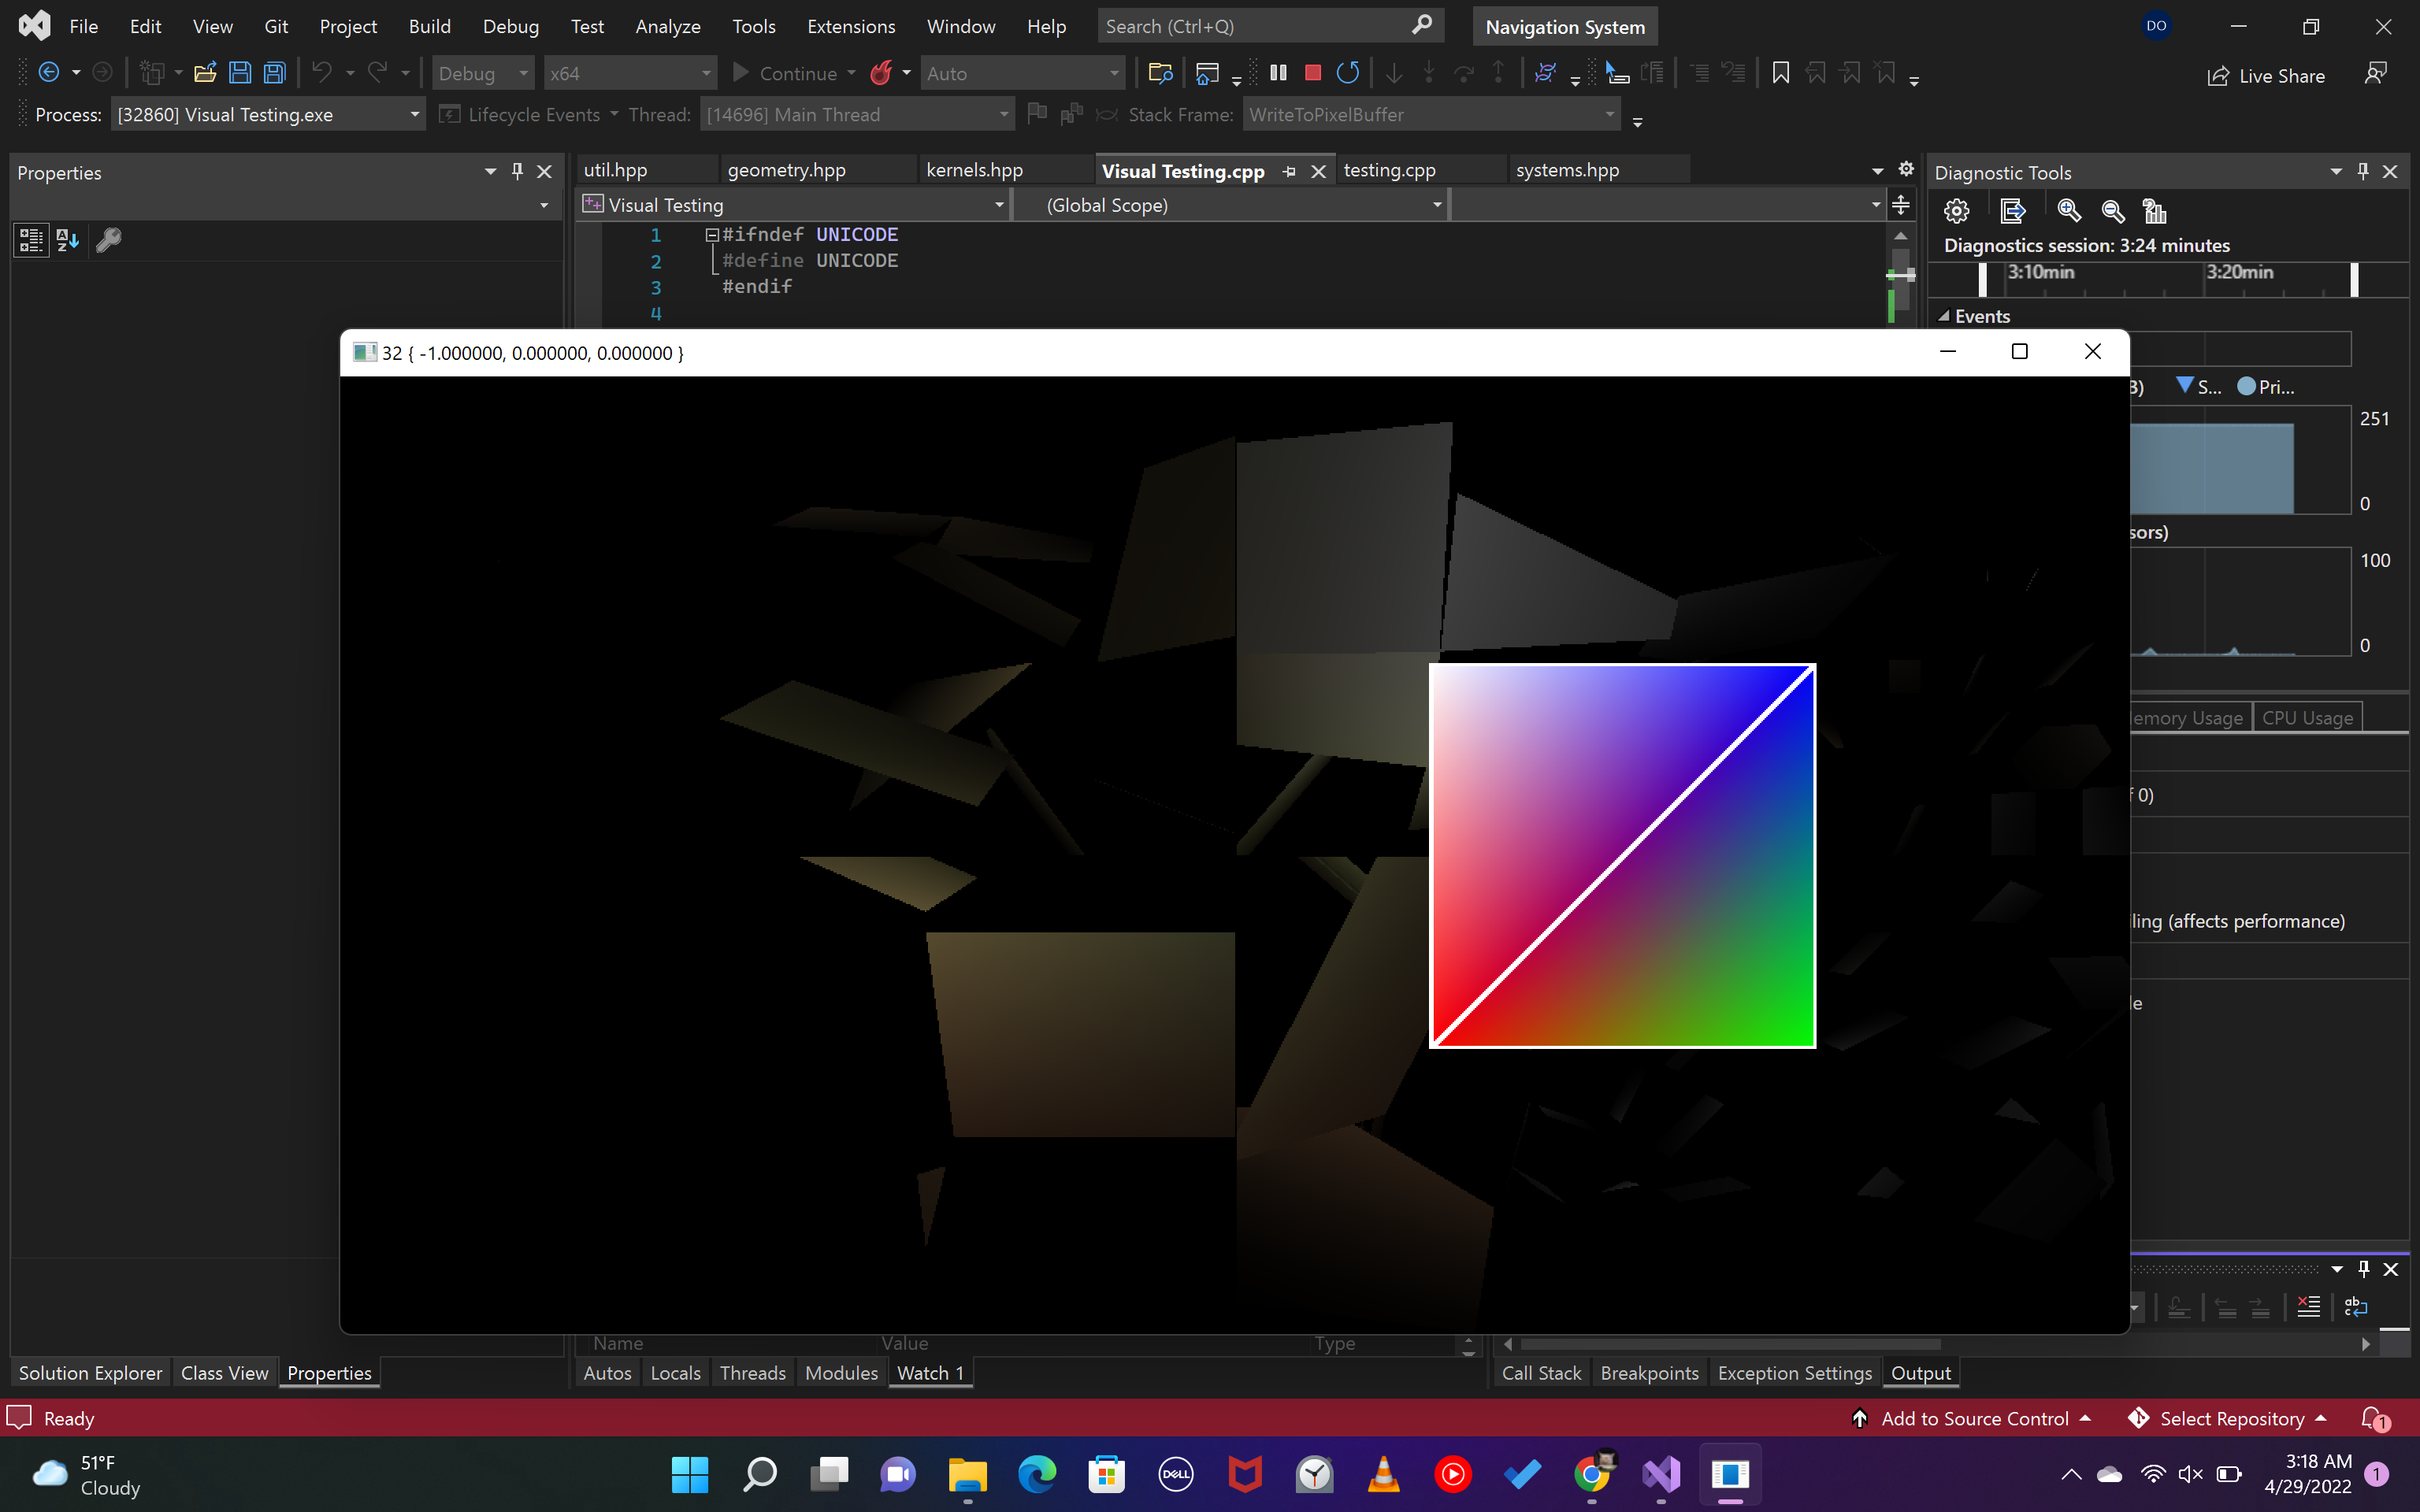 File Edit View Git Project Build Debug Test Analyze Tools Extensions Window Help Search (Ctrl+Q) Navigation System DO
Debug x64 Continue Auto Live Share
Process: [32860] Visual Testing.exe Lifecycle Events Thread: [14696] Main Thread Stack Frame: WriteToPixelBuffer
Properties
util.hpp geometry.hpp kernels.hpp Visual Testing.cpp testing.cpp systems.hpp
Visual Testing (Global Scope)
1 #ifndef UNICODE
2 #define UNICODE
3 #endif
4
Diagnostic Tools
Diagnostics session: 3:24 minutes
3:10min 3:20min
Events
32 { -1.000000, 0.000000, 0.000000 }
B) S... Pri...
251
0
sors)
100
0
emory Usage CPU Usage
f 0)
ling (affects performance)
le
Name Value Type
Solution Explorer Class View Properties
Autos Locals Threads Modules Watch 1
Call Stack Breakpoints Exception Settings Output
Ready
Add to Source Control Select Repository 1
51°F
Cloudy
DELL
3:18 AM
4/29/2022
1